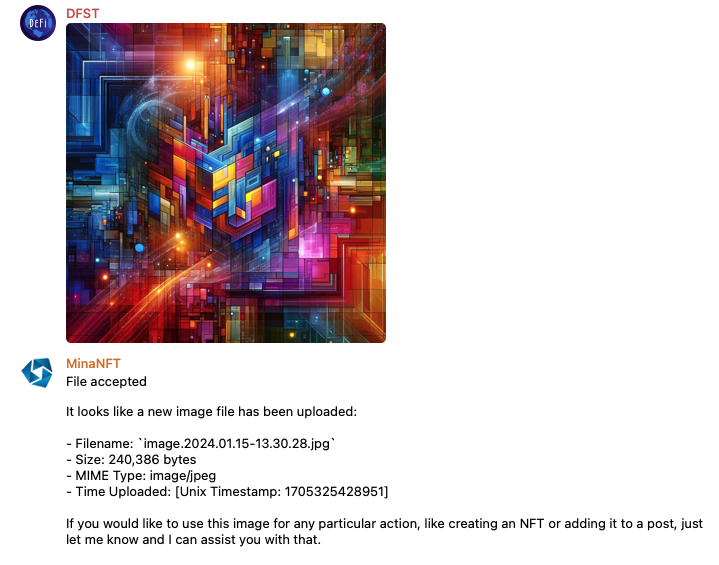 DeFi
DFST
MinaNFT
File accepted
It looks like a new image file has been uploaded:
- Filename: `image.2024.01.15-13.30.28.jpg`
- Size: 240,386 bytes
- MIME Type: image/jpeg
- Time Uploaded: [Unix Timestamp: 1705325428951]
If you would like to use this image for any particular action, like creating an NFT or adding it to a post, just
let me know and I can assist you with that.